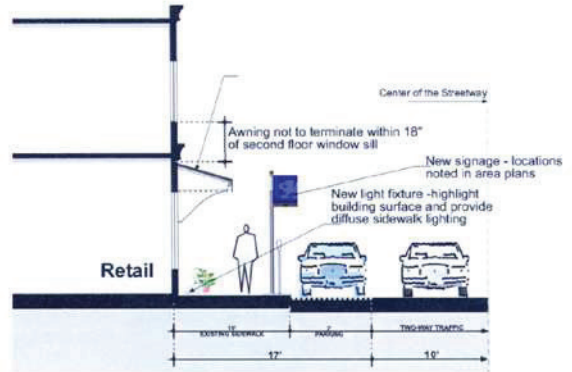 Center of the Streetway
Awning not to terminate within 18"
of second floor window sill
New signage - locations
noted in area plans
New light fixture -highlight
building surface and provide
diffuse sidewalk lighting
Retail
EXISTING SIDEWALK
PARKING
TWO-WAY TRAFFIC
17'
10'